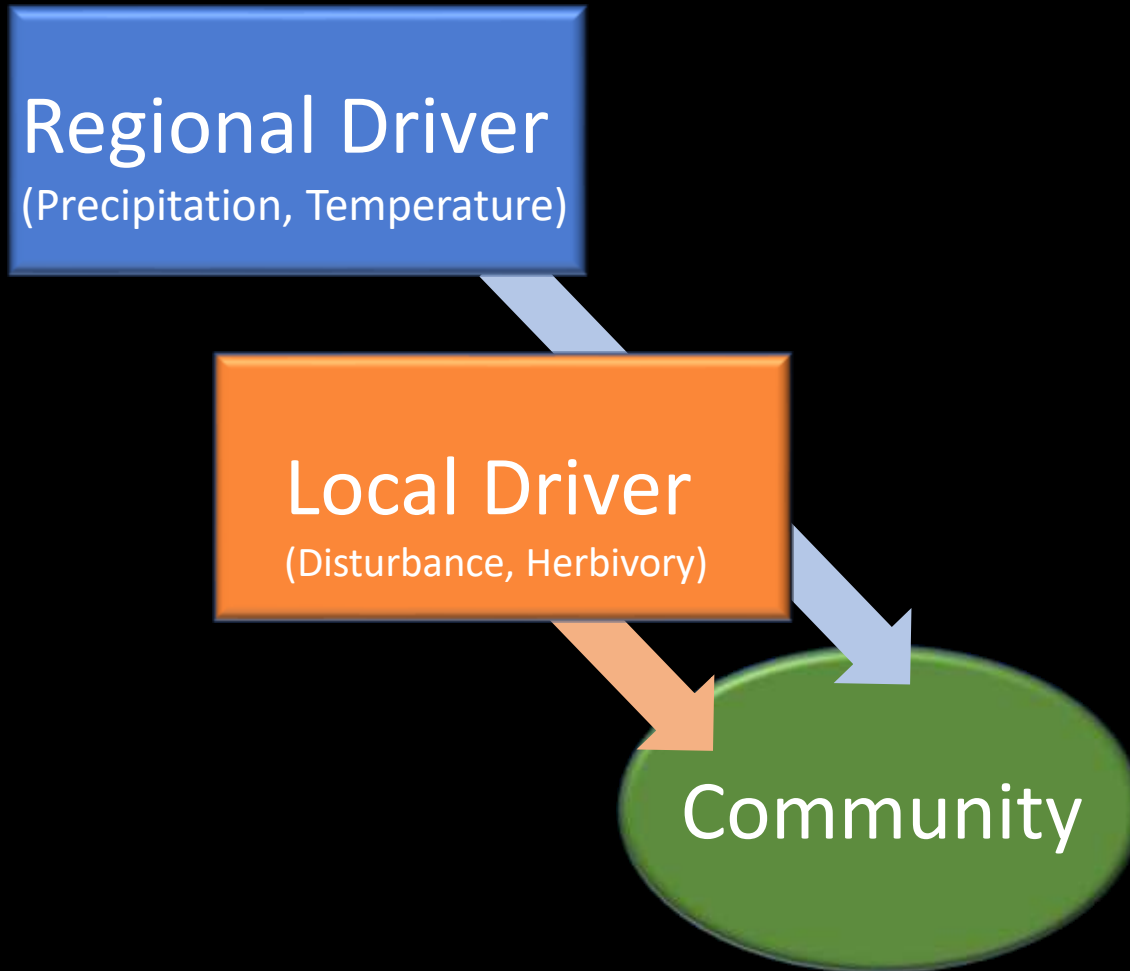 Regional Driver
(Precipitation, Temperature)
Local Driver
(Disturbance, Herbivory)
Community